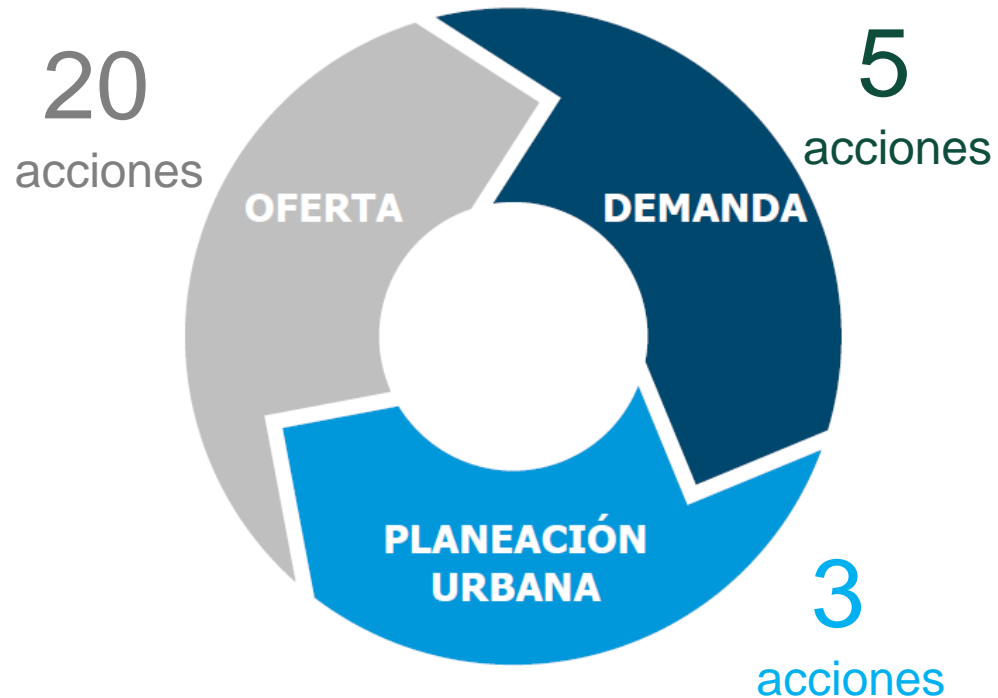 20
acciones
OFERTA
5
acciones
DEMANDA
PLANEACIÓN
URBANA
3
acciones